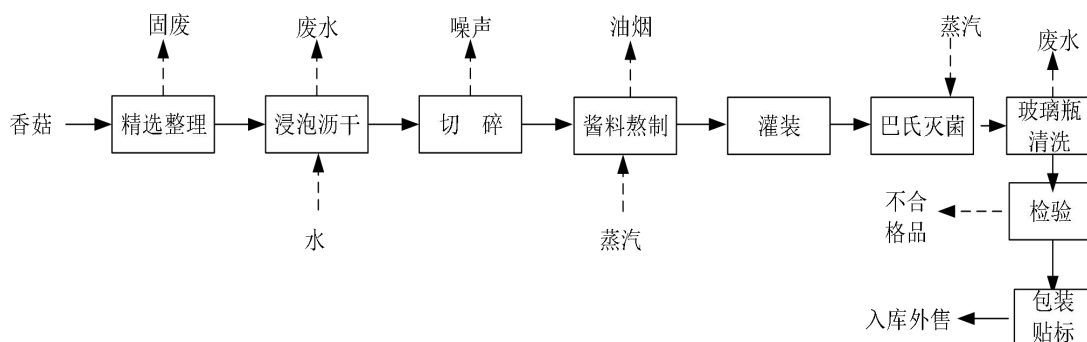 固废
废水
噪声
油烟
蒸汽
废水
香菇
精选整理
浸泡沥干
切 碎
酱料熬制
灌装
巴氏灭菌
玻璃瓶
清洗
水
蒸汽
不合
格品
检验
入库外售
包装
贴标